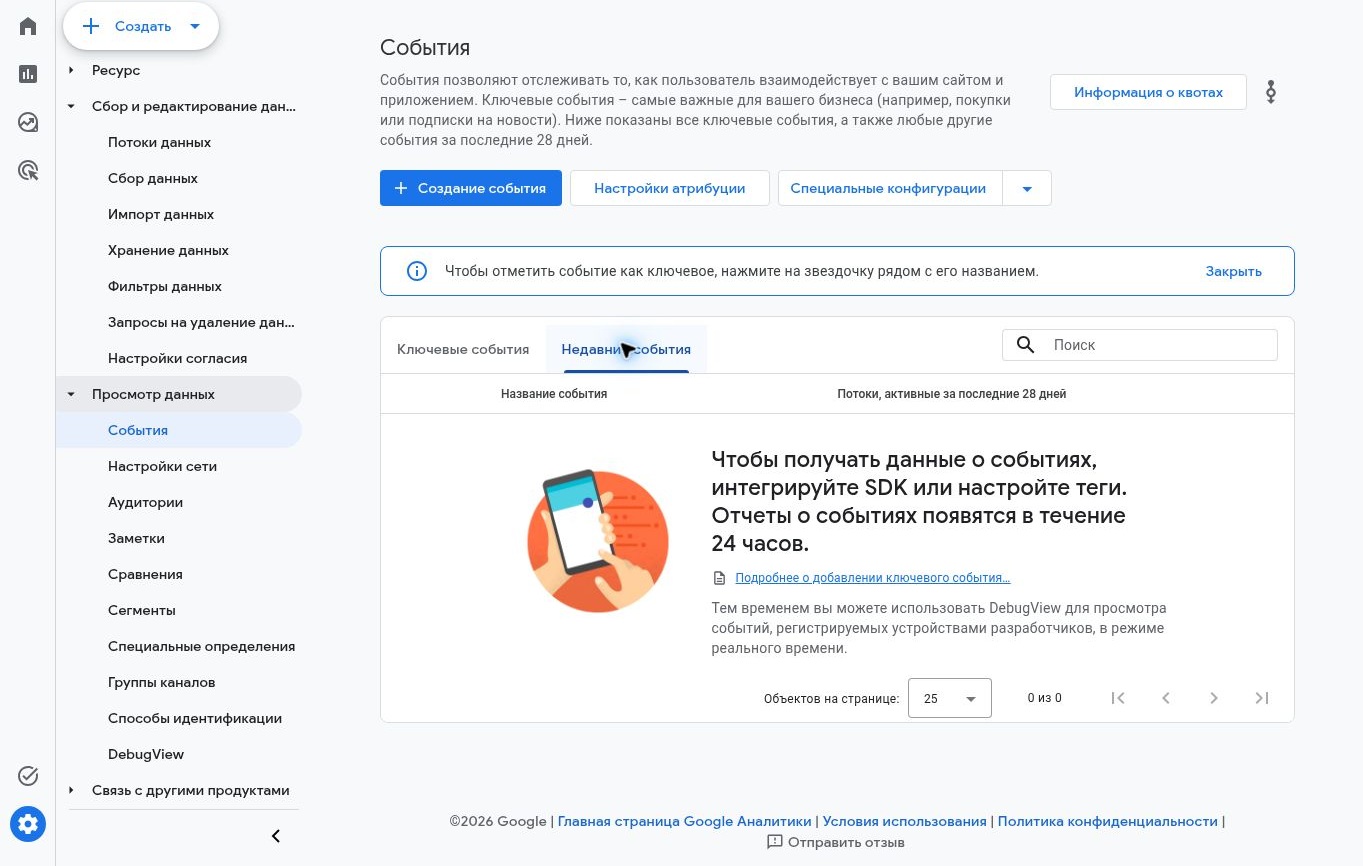 Создать
Ресурс
Сбор и редактирование дан...
Потоки данных
Сбор данных
Импорт данных
Хранение данных
Фильтры данных
Запросы на удаление дан...
Настройки согласия
Просмотр данных
События
Настройки сети
Аудитории
Заметки
Сравнения
Сегменты
Специальные определения
Группы каналов
Способы идентификации
DebugView
Связь с другими продуктами
События
События позволяют отслеживать то, как пользователь взаимодействует с вашим сайтом и
приложением. Ключевые события – самые важные для вашего бизнеса (например, покупки
или подписки на новости). Ниже показаны все ключевые события, а также любые другие
события за последние 28 дней.
Информация о квотах
Создание события
Настройки атрибуции
Специальные конфигурации
Чтобы отметить событие как ключевое, нажмите на звездочку рядом с его названием.
Закрыть
Ключевые события
Недавние события
Поиск
Название события
Потоки, активные за последние 28 дней
Чтобы получать данные о событиях,
интегрируйте SDK или настройте теги.
Отчеты о событиях появятся в течение
24 часов.
Подробнее о добавлении ключевого события…
Тем временем вы можете использовать DebugView для просмотра
событий, регистрируемых устройствами разработчиков, в режиме
реального времени.
Объектов на странице:
25
0 из 0
©2026 Google | Главная страница Google Аналитики | Условия использования | Политика конфиденциальности |
Отправить отзыв